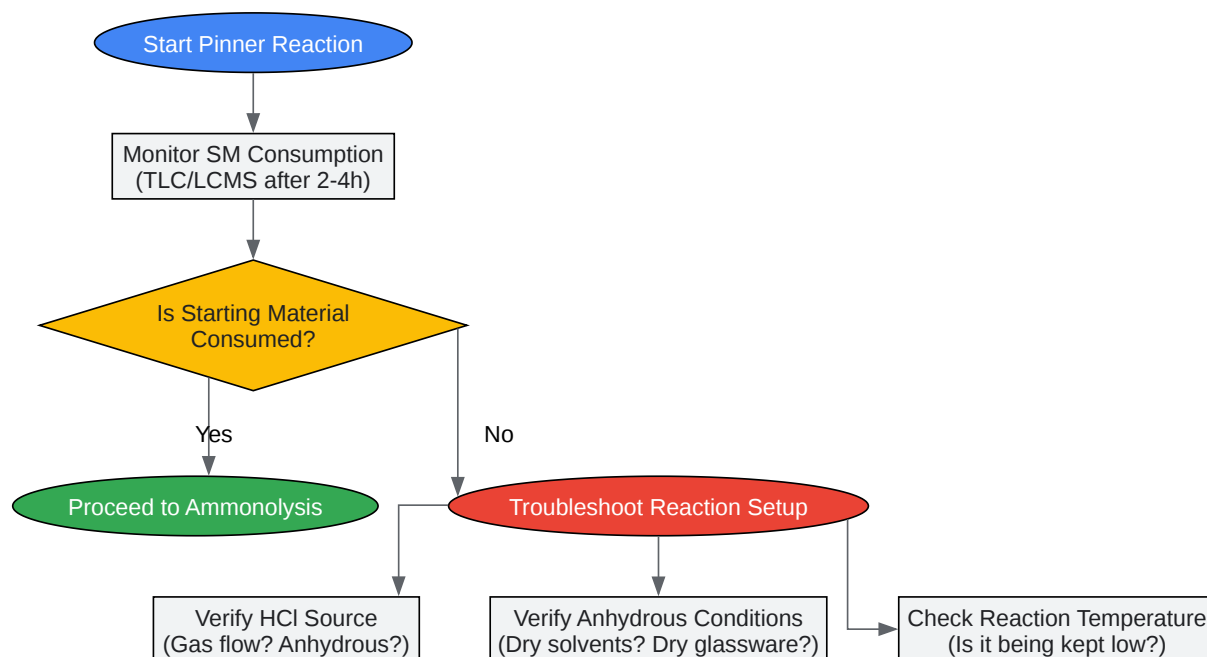 Start Pinner Reaction
Monitor SM Consumption
(TLC/LCMS after 2-4h)
Is Starting Material
Consumed?
Yes
No
Proceed to Ammonolysis
Troubleshoot Reaction Setup
Verify HCl Source
(Gas flow? Anhydrous?)
Verify Anhydrous Conditions
(Dry solvents? Dry glassware?)
Check Reaction Temperature
(Is it being kept low?)